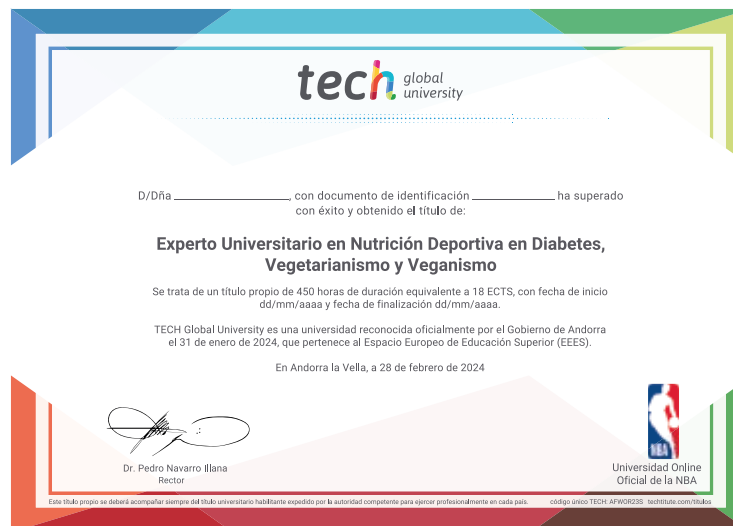 tech global university
D/Dña ____________________, con documento de identificación ______________ ha superado
con éxito y obtenido el título de:
Experto Universitario en Nutrición Deportiva en Diabetes,
Vegetarianismo y Veganismo
Se trata de un título propio de 450 horas de duración equivalente a 18 ECTS, con fecha de inicio
dd/mm/aaaa y fecha de finalización dd/mm/aaaa.
TECH Global University es una universidad reconocida oficialmente por el Gobierno de Andorra
el 31 de enero de 2024, que pertenece al Espacio Europeo de Educación Superior (EEES).
En Andorra la Vella, a 28 de febrero de 2024
Dr. Pedro Navarro Illana
Rector
NBA
Universidad Online
Oficial de la NBA
Este título propio se deberá acompañar siempre del título universitario habilitante expedido por la autoridad competente para ejercer profesionalmente en cada país. código único TECH: AFWOR23S techtitute.com/titulos